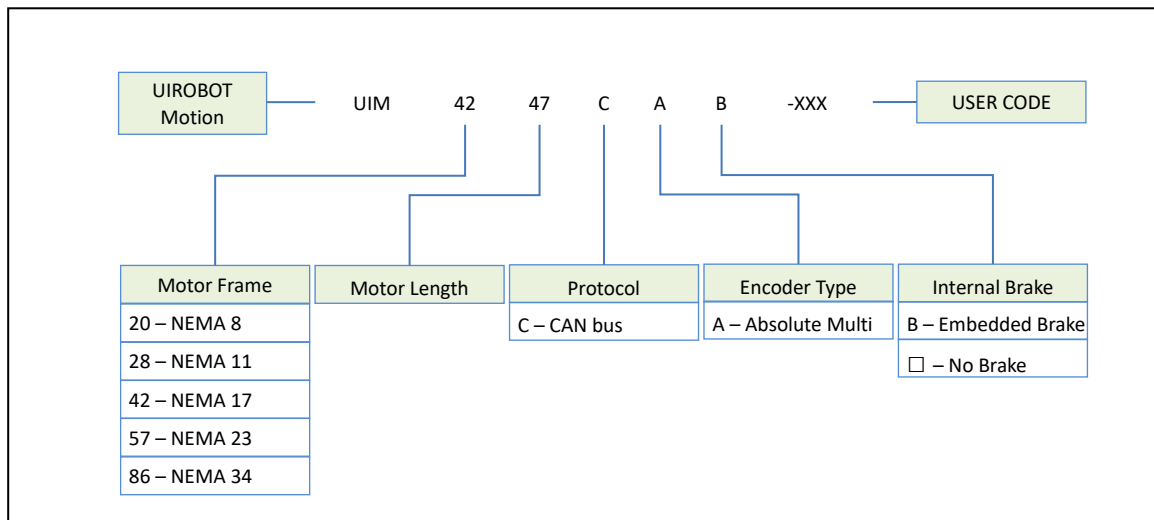 UIROBOT
Motion
UIM 42 47 C A B -XXX
USER CODE
Motor Frame
20 – NEMA 8
28 – NEMA 11
42 – NEMA 17
57 – NEMA 23
86 – NEMA 34
Motor Length
Protocol
C – CAN bus
Encoder Type
A – Absolute Multi
Internal Brake
B – Embedded Brake
□ – No Brake